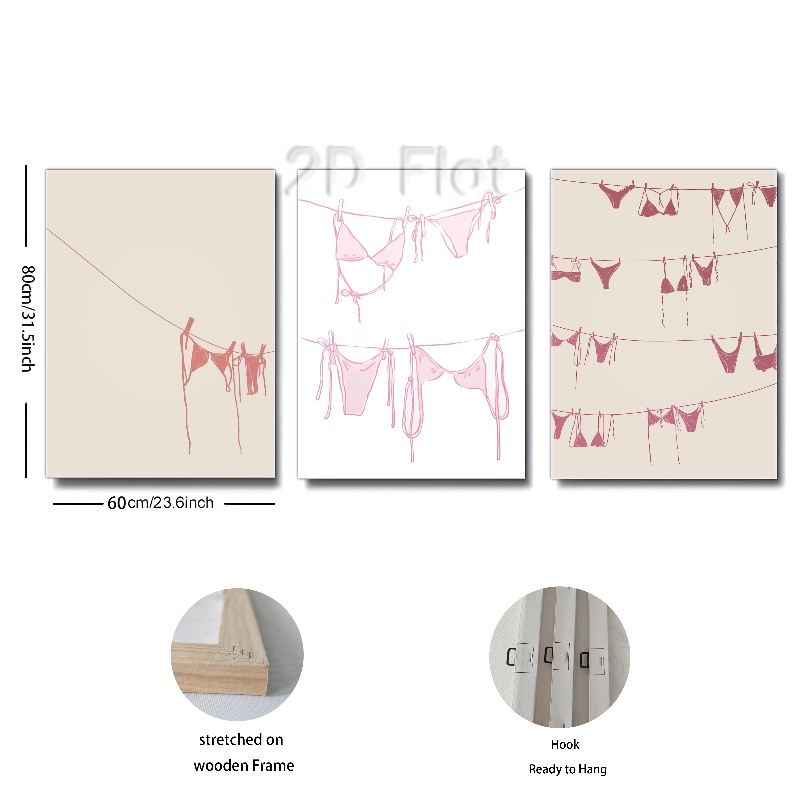 2D Flat
80cm/31.5inch
60cm/23.6inch
stretched on
wooden Frame
Hook
Ready to Hang